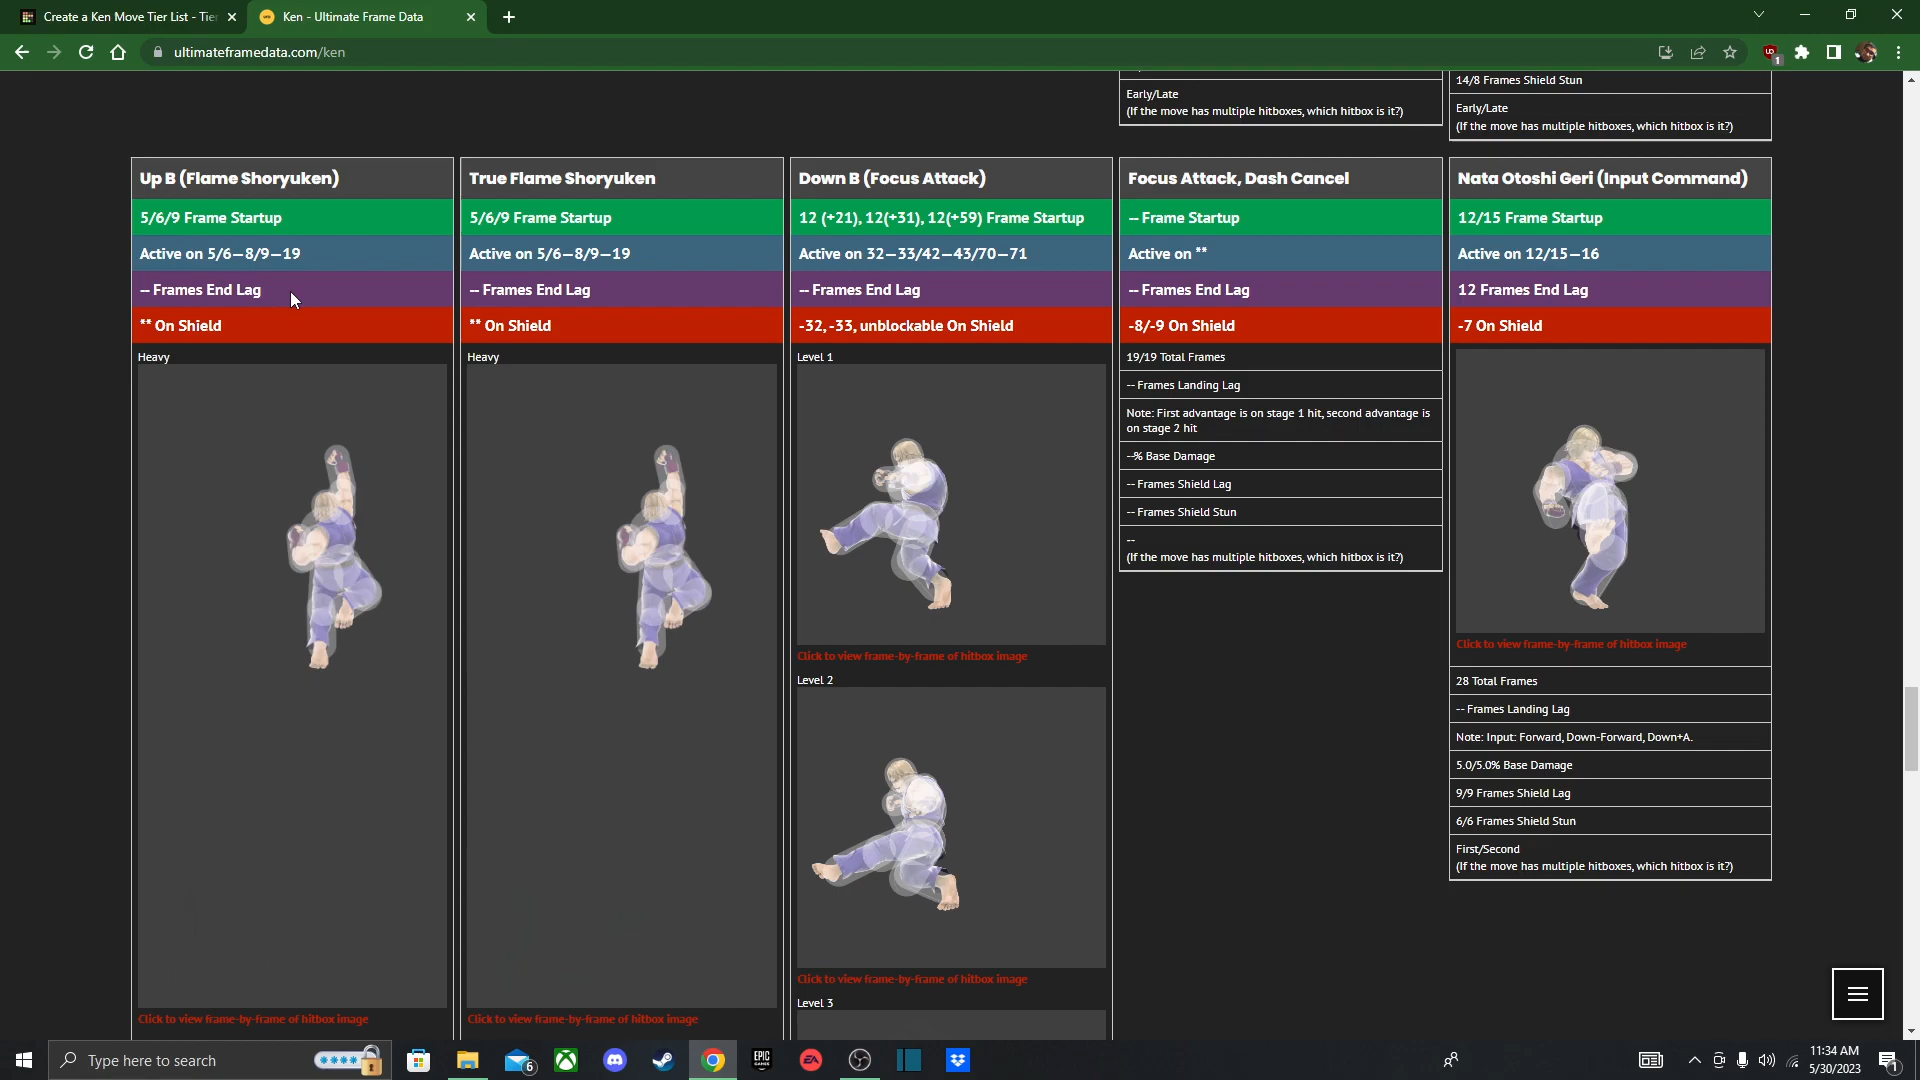 Create a Ken Move Tier List - Tier
Ken - Ultimate Frame Data
ultimateframedata.com/ken
1
Early/Late
(If the move has multiple hitboxes, which hitbox is it?)
14/8 Frames Shield Stun
Early/Late
(If the move has multiple hitboxes, which hitbox is it?)
Up B (Flame Shoryuken)
5/6/9 Frame Startup
Active on 5/6—8/9—19
-- Frames End Lag
** On Shield
Heavy
Click to view frame-by-frame of hitbox image
True Flame Shoryuken
5/6/9 Frame Startup
Active on 5/6—8/9—19
-- Frames End Lag
** On Shield
Heavy
Click to view frame-by-frame of hitbox image
Down B (Focus Attack)
12 (+21), 12(+31), 12(+59) Frame Startup
Active on 32—33/42—43/70—71
-- Frames End Lag
-32, -33, unblockable On Shield
Level 1
Click to view frame-by-frame of hitbox image
Level 2
Click to view frame-by-frame of hitbox image
Level 3
Focus Attack, Dash Cancel
-- Frame Startup
Active on **
-- Frames End Lag
-8/-9 On Shield
19/19 Total Frames
-- Frames Landing Lag
Note: First advantage is on stage 1 hit, second advantage is
on stage 2 hit
--% Base Damage
-- Frames Shield Lag
-- Frames Shield Stun
--
(If the move has multiple hitboxes, which hitbox is it?)
Nata Otoshi Geri (Input Command)
12/15 Frame Startup
Active on 12/15—16
12 Frames End Lag
-7 On Shield
Click to view frame-by-frame of hitbox image
28 Total Frames
-- Frames Landing Lag
Note: Input: Forward, Down-Forward, Down+A.
5.0/5.0% Base Damage
9/9 Frames Shield Lag
6/6 Frames Shield Stun
First/Second
(If the move has multiple hitboxes, which hitbox is it?)
Type here to search
6
EPIC
GAMES
EA
11:34 AM
5/30/2023
1